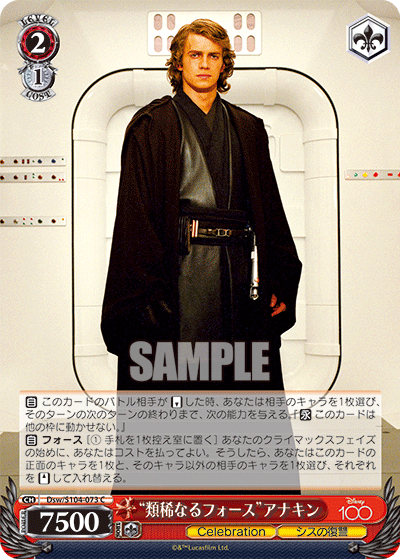 LEVEL
2
1
COST
SAMPLE
【自】 このカードのバトル相手が【】した時、あなたは相手のキャラを1枚選び、
そのターンの次のターンの終わりまで、次の能力を与える。『【永】 このカードは
他の枠に動かせない。』
【自】 フォース ［① 手札を1枚控え室に置く］ あなたのクライマックスフェイズ
の始めに、あなたはコストを払ってよい。そうしたら、あなたはこのカード
の正面のキャラを1枚と、そのキャラ以外の相手のキャラを1枚選び、それぞれ
を【】して入れ替える。
CH Dsw/S104-073 C
POWER 7500
“類稀なるフォース”アナキン
Disney 100
Celebration
シスの復讐
©&™Lucasfilm Ltd.